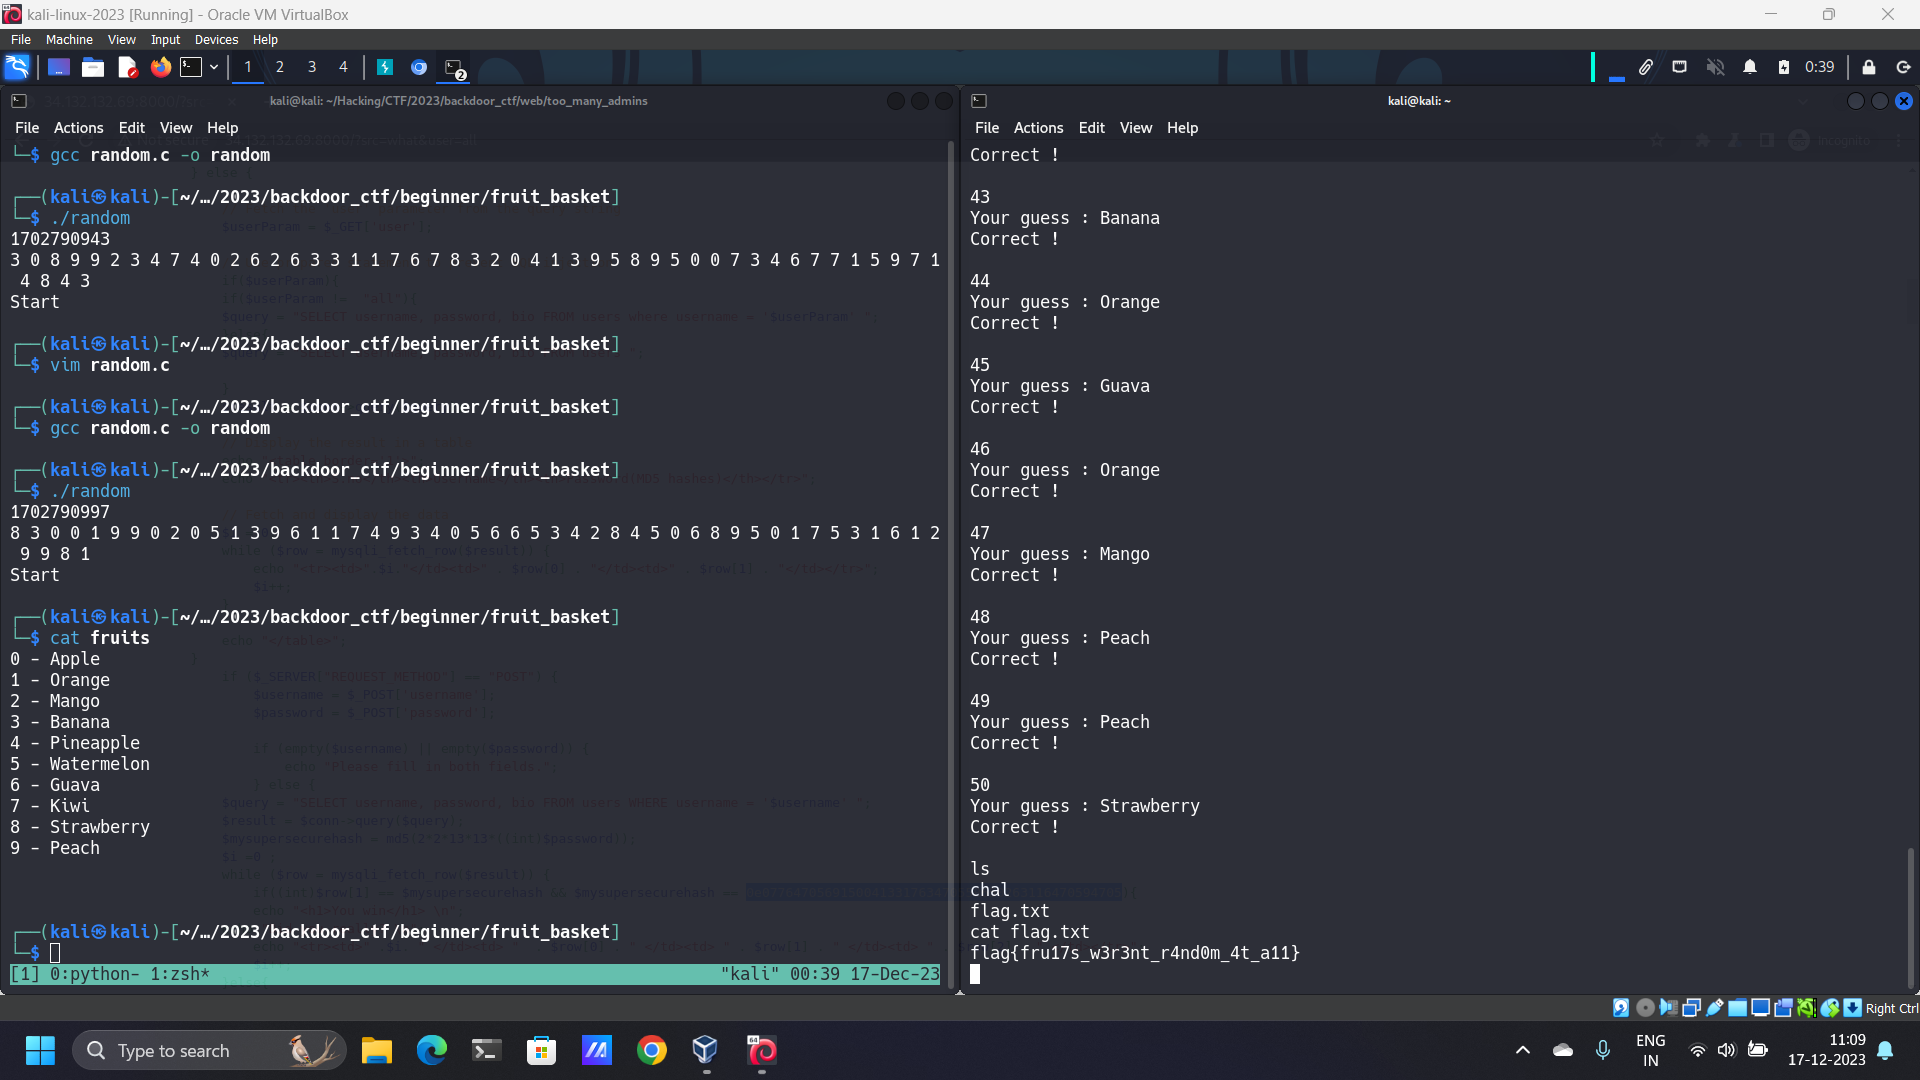 kali-linux-2023 [Running] - Oracle VM VirtualBox
File Machine View Input Devices Help
1 2 3 4
2
0:39
kali@kali: ~/Hacking/CTF/2023/backdoor_ctf/web/too_many_admins
File Actions Edit View Help
└─$ gcc random.c -o random
┌──(kali㉿kali)-[~/…/2023/backdoor_ctf/beginner/fruit_basket]
└─$ ./random
1702790943
3 0 8 9 9 2 3 4 7 4 0 2 6 2 6 3 3 1 1 7 6 7 8 3 2 0 4 1 3 9 5 8 9 5 0 0 7 3 4 6 7 7 1 5 9 7 1
4 8 4 3
Start
┌──(kali㉿kali)-[~/…/2023/backdoor_ctf/beginner/fruit_basket]
└─$ vim random.c
┌──(kali㉿kali)-[~/…/2023/backdoor_ctf/beginner/fruit_basket]
└─$ gcc random.c -o random
┌──(kali㉿kali)-[~/…/2023/backdoor_ctf/beginner/fruit_basket]
└─$ ./random
1702790997
8 3 0 0 1 9 9 0 2 0 5 1 3 9 6 1 1 7 4 9 3 4 0 5 6 6 5 3 4 2 8 4 5 0 6 8 9 5 0 1 7 5 3 1 6 1 2
9 9 8 1
Start
┌──(kali㉿kali)-[~/…/2023/backdoor_ctf/beginner/fruit_basket]
└─$ cat fruits
0 - Apple
1 - Orange
2 - Mango
3 - Banana
4 - Pineapple
5 - Watermelon
6 - Guava
7 - Kiwi
8 - Strawberry
9 - Peach
┌──(kali㉿kali)-[~/…/2023/backdoor_ctf/beginner/fruit_basket]
└─$
[1] 0:python- 1:zsh* "kali" 00:39 17-Dec-23
kali@kali: ~
File Actions Edit View Help
Correct !
43
Your guess : Banana
Correct !
44
Your guess : Orange
Correct !
45
Your guess : Guava
Correct !
46
Your guess : Orange
Correct !
47
Your guess : Mango
Correct !
48
Your guess : Peach
Correct !
49
Your guess : Peach
Correct !
50
Your guess : Strawberry
Correct !
ls
chal
flag.txt
cat flag.txt
flag{fru17s_w3r3nt_r4nd0m_4t_a11}
Right Ctrl
Type to search
64
ENG
IN
11:09
17-12-2023